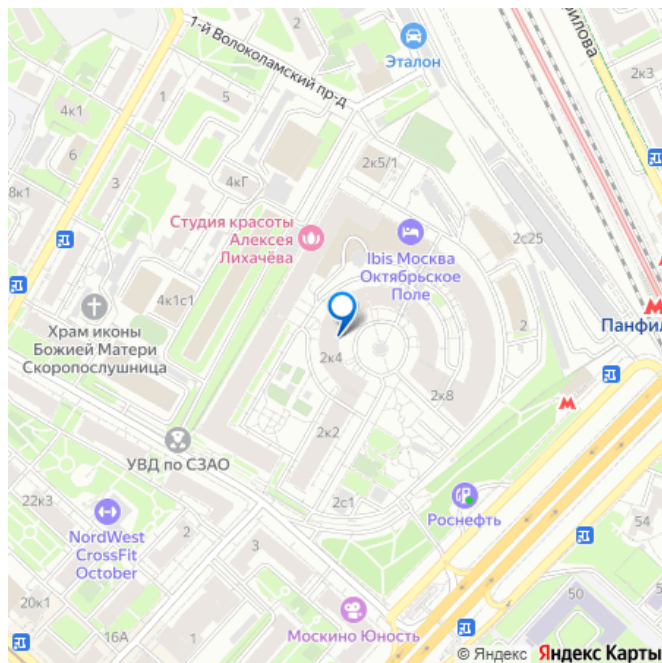 1-й Волоколамский пр-д
2
Эталон
2к3
4к1
1
5
6
3
4кГ
2к5/1
8к1
Студия красоты
Алексея
Лихачёва
Ibis Москва
Октябрьское
Поле
2с25
4к1с1
Храм иконы
Божией Матери
Скоропослушница
2
2к4
2к8
2к2
УВД по СЗАО
22к3
NordWest
CrossFit
October
2
2с1
Роснефть
54
3
50
20к1
16А
1
Москино Юность
© Яндекс Яндекс Карты